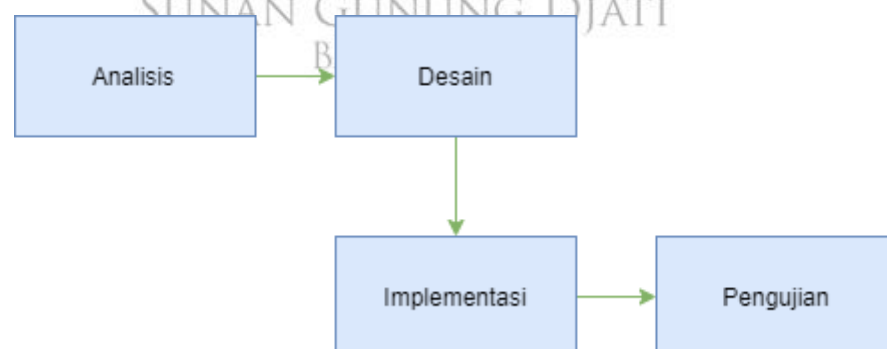 SUNAN GUNUNG DJATI
Analisis
Desain
Implementasi
Pengujian